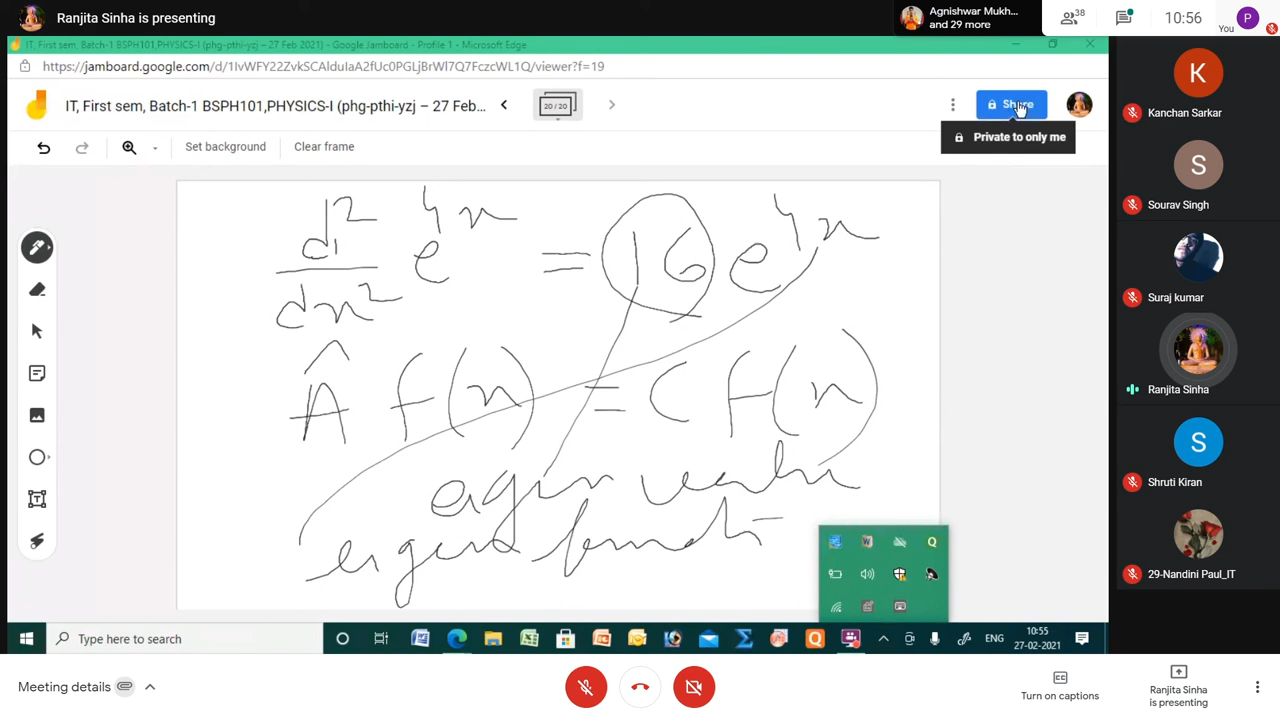 Ranjita Sinha is presenting
Agnishwar Mukh...
and 29 more
38
10:56
You
P
IT, First sem, Batch-1 BSPH101,PHYSICS-I (phg-pthi-yzj – 27 Feb 2021) - Google Jamboard - Profile 1 - Microsoft Edge
https://jamboard.google.com/d/1IvWFY22ZvkSCAlduIaA2fUc0PGLjBrWl7Q7FczcWL1Q/viewer?f=19
IT, First sem, Batch-1 BSPH101,PHYSICS-I (phg-pthi-yzj – 27 Feb...
20 / 20
Share
Private to only me
Set background
Clear frame
d²/dx² e^4x = 16 e^4x
Â f(x) = C f(x)
eigen value
eigen functi
K
Kanchan Sarkar
S
Sourav Singh
Suraj kumar
Ranjita Sinha
S
Shruti Kiran
29-Nandini Paul_IT
Type here to search
ENG
10:55
27-02-2021
Meeting details
Turn on captions
Ranjita Sinha
is presenting